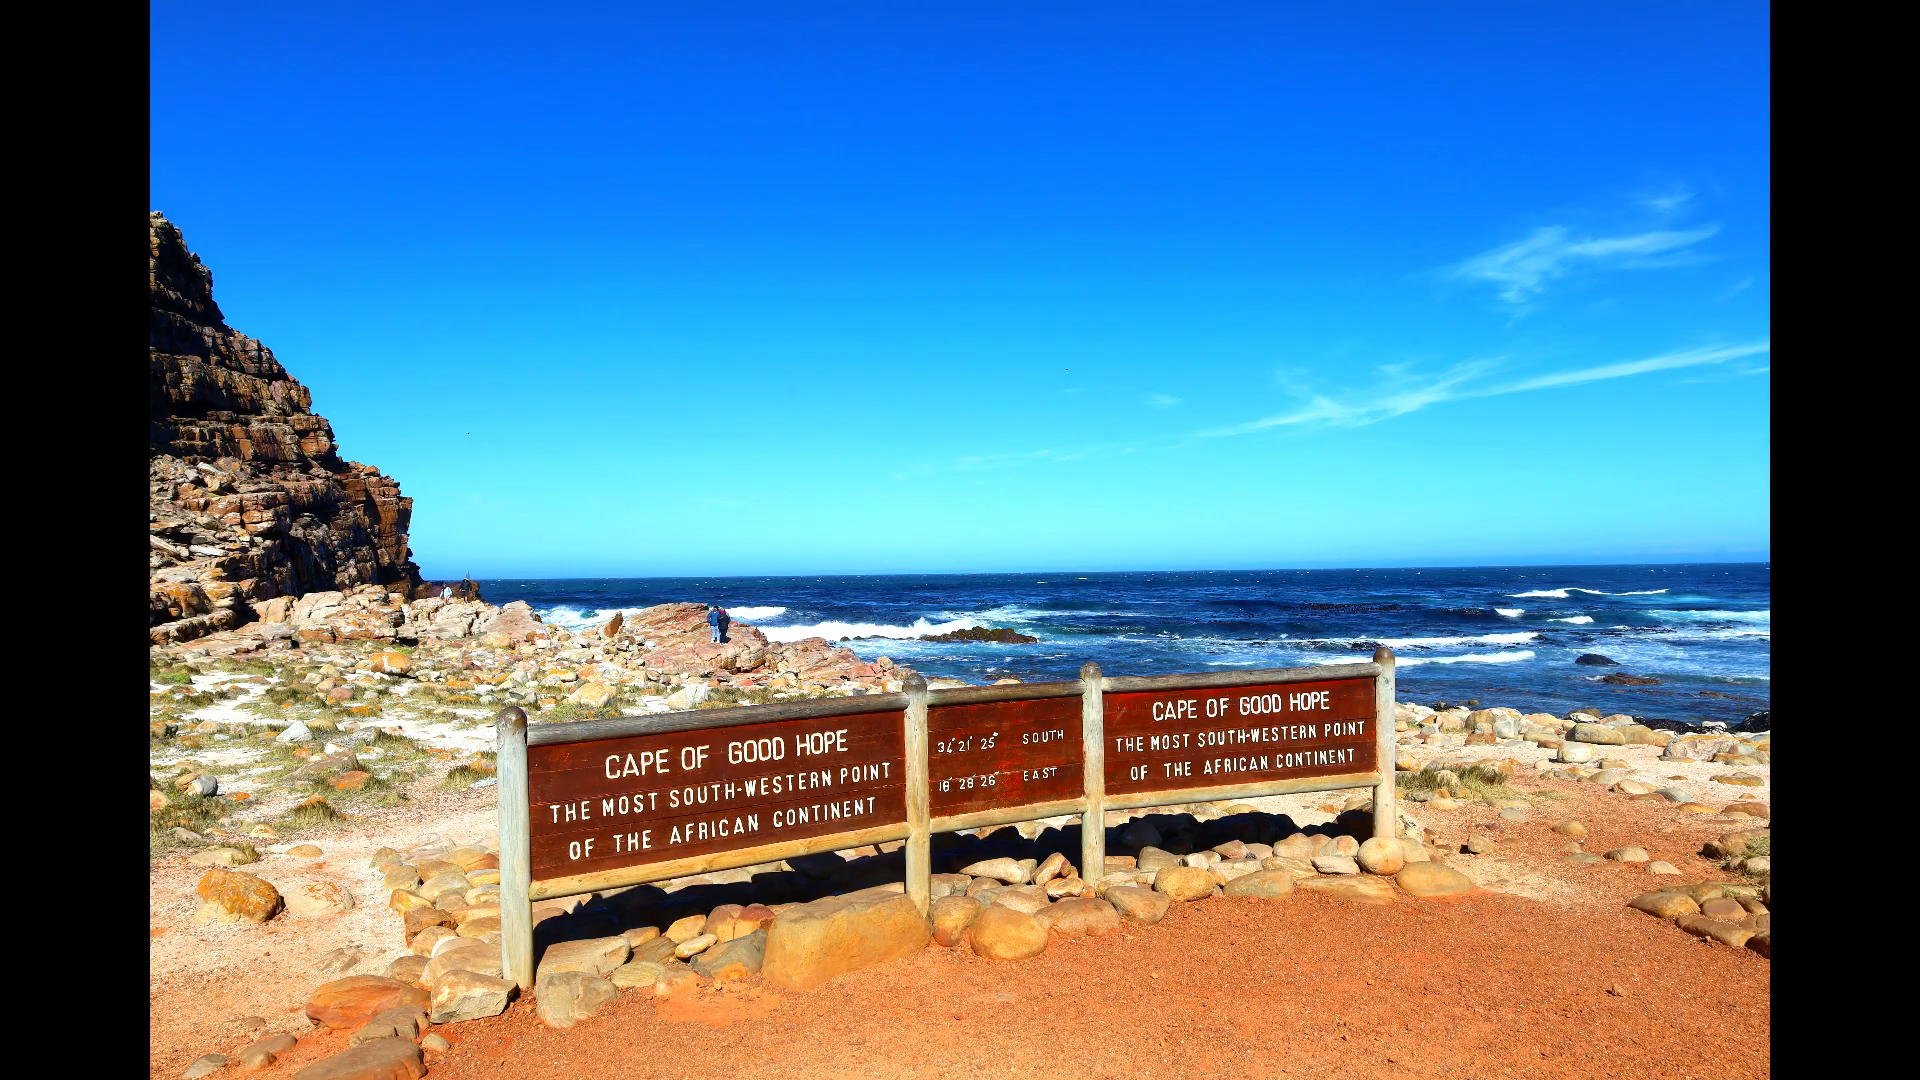 CAPE OF GOOD HOPE
THE MOST SOUTH-WESTERN POINT
OF THE AFRICAN CONTINENT
34° 21' 25" SOUTH
18° 28' 26" EAST
CAPE OF GOOD HOPE
THE MOST SOUTH-WESTERN POINT
OF THE AFRICAN CONTINENT